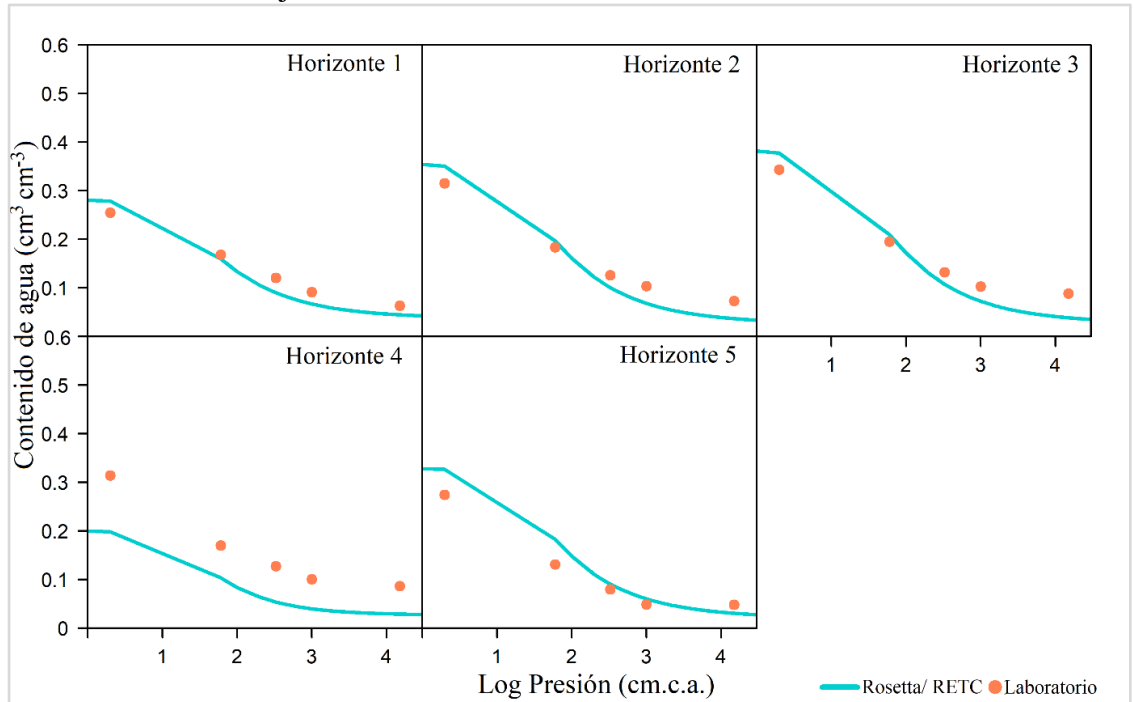 Horizonte 1
Horizonte 2
Horizonte 3
0.6
0.5
0.4
0.3
0.2
0.1
0.6
1 2 3 4
Horizonte 4
Horizonte 5
0.5
0.4
0.3
0.2
0.1
0
1 2 3 4
1 2 3 4
Contenido de agua (cm³ cm⁻³)
Log Presión (cm.c.a.)
Rosetta/ RETC
Laboratorio